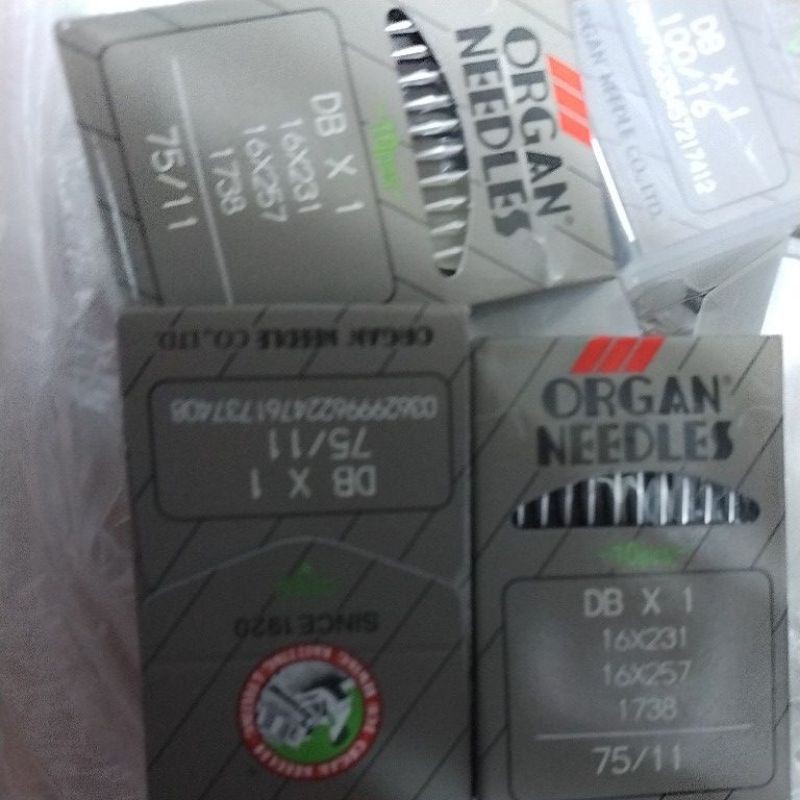 ORGAN®
NEEDLES
DB X 1
16X231
16X257
1738
75/11
DB X 1
100/16
ORGAN NEEDLE CO.,LTD.
ORGAN NEEDLE CO.,LTD.
DB X 1
75/11
SINCE 1920
ORGAN®
NEEDLES
DB X 1
16X231
16X257
1738
75/11